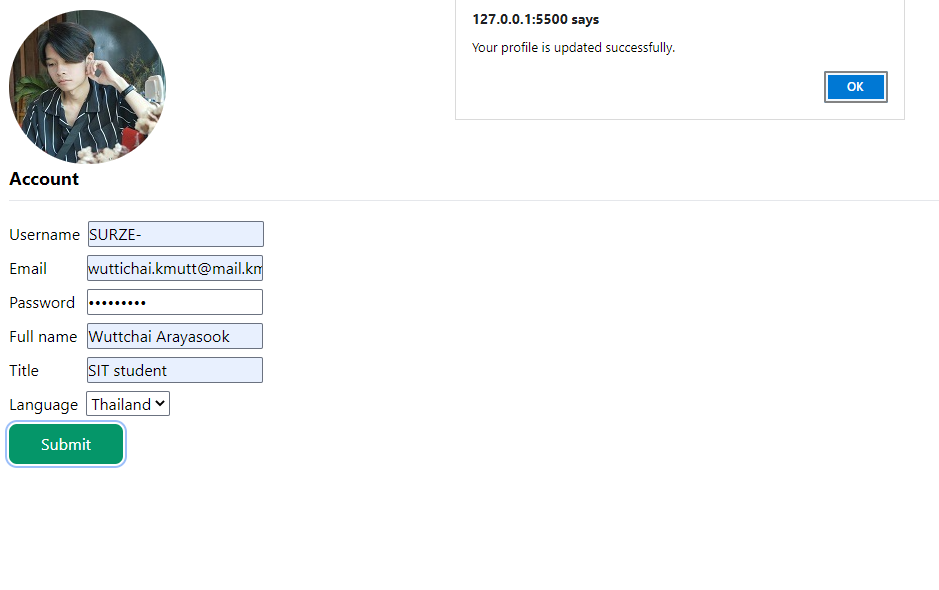 127.0.0.1:5500 says
Your profile is updated successfully.
OK
Account
Username SURZE-
Email wuttichai.kmutt@mail.km
Password •••••••••
Full name Wuttchai Arayasook
Title SIT student
Language Thailand
Submit